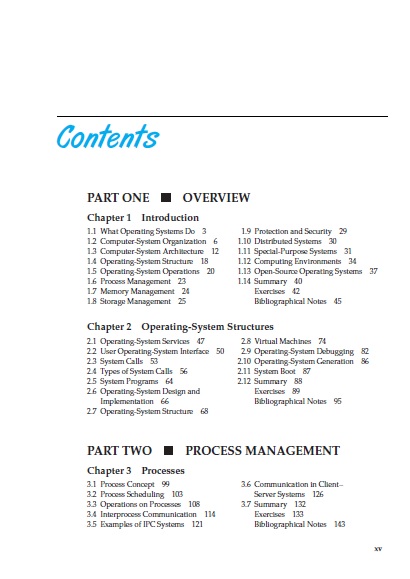 Contents
PART ONE ■ OVERVIEW
Chapter 1 Introduction
1.1 What Operating Systems Do 3
1.2 Computer-System Organization 6
1.3 Computer-System Architecture 12
1.4 Operating-System Structure 18
1.5 Operating-System Operations 20
1.6 Process Management 23
1.7 Memory Management 24
1.8 Storage Management 25
1.9 Protection and Security 29
1.10 Distributed Systems 30
1.11 Special-Purpose Systems 31
1.12 Computing Environments 34
1.13 Open-Source Operating Systems 37
1.14 Summary 40
Exercises 42
Bibliographical Notes 45
Chapter 2 Operating-System Structures
2.1 Operating-System Services 47
2.2 User Operating-System Interface 50
2.3 System Calls 53
2.4 Types of System Calls 56
2.5 System Programs 64
2.6 Operating-System Design and
Implementation 66
2.7 Operating-System Structure 68
2.8 Virtual Machines 74
2.9 Operating-System Debugging 82
2.10 Operating-System Generation 86
2.11 System Boot 87
2.12 Summary 88
Exercises 89
Bibliographical Notes 95
PART TWO ■ PROCESS MANAGEMENT
Chapter 3 Processes
3.1 Process Concept 99
3.2 Process Scheduling 103
3.3 Operations on Processes 108
3.4 Interprocess Communication 114
3.5 Examples of IPC Systems 121
3.6 Communication in Client–
Server Systems 126
3.7 Summary 132
Exercises 133
Bibliographical Notes 143
xv